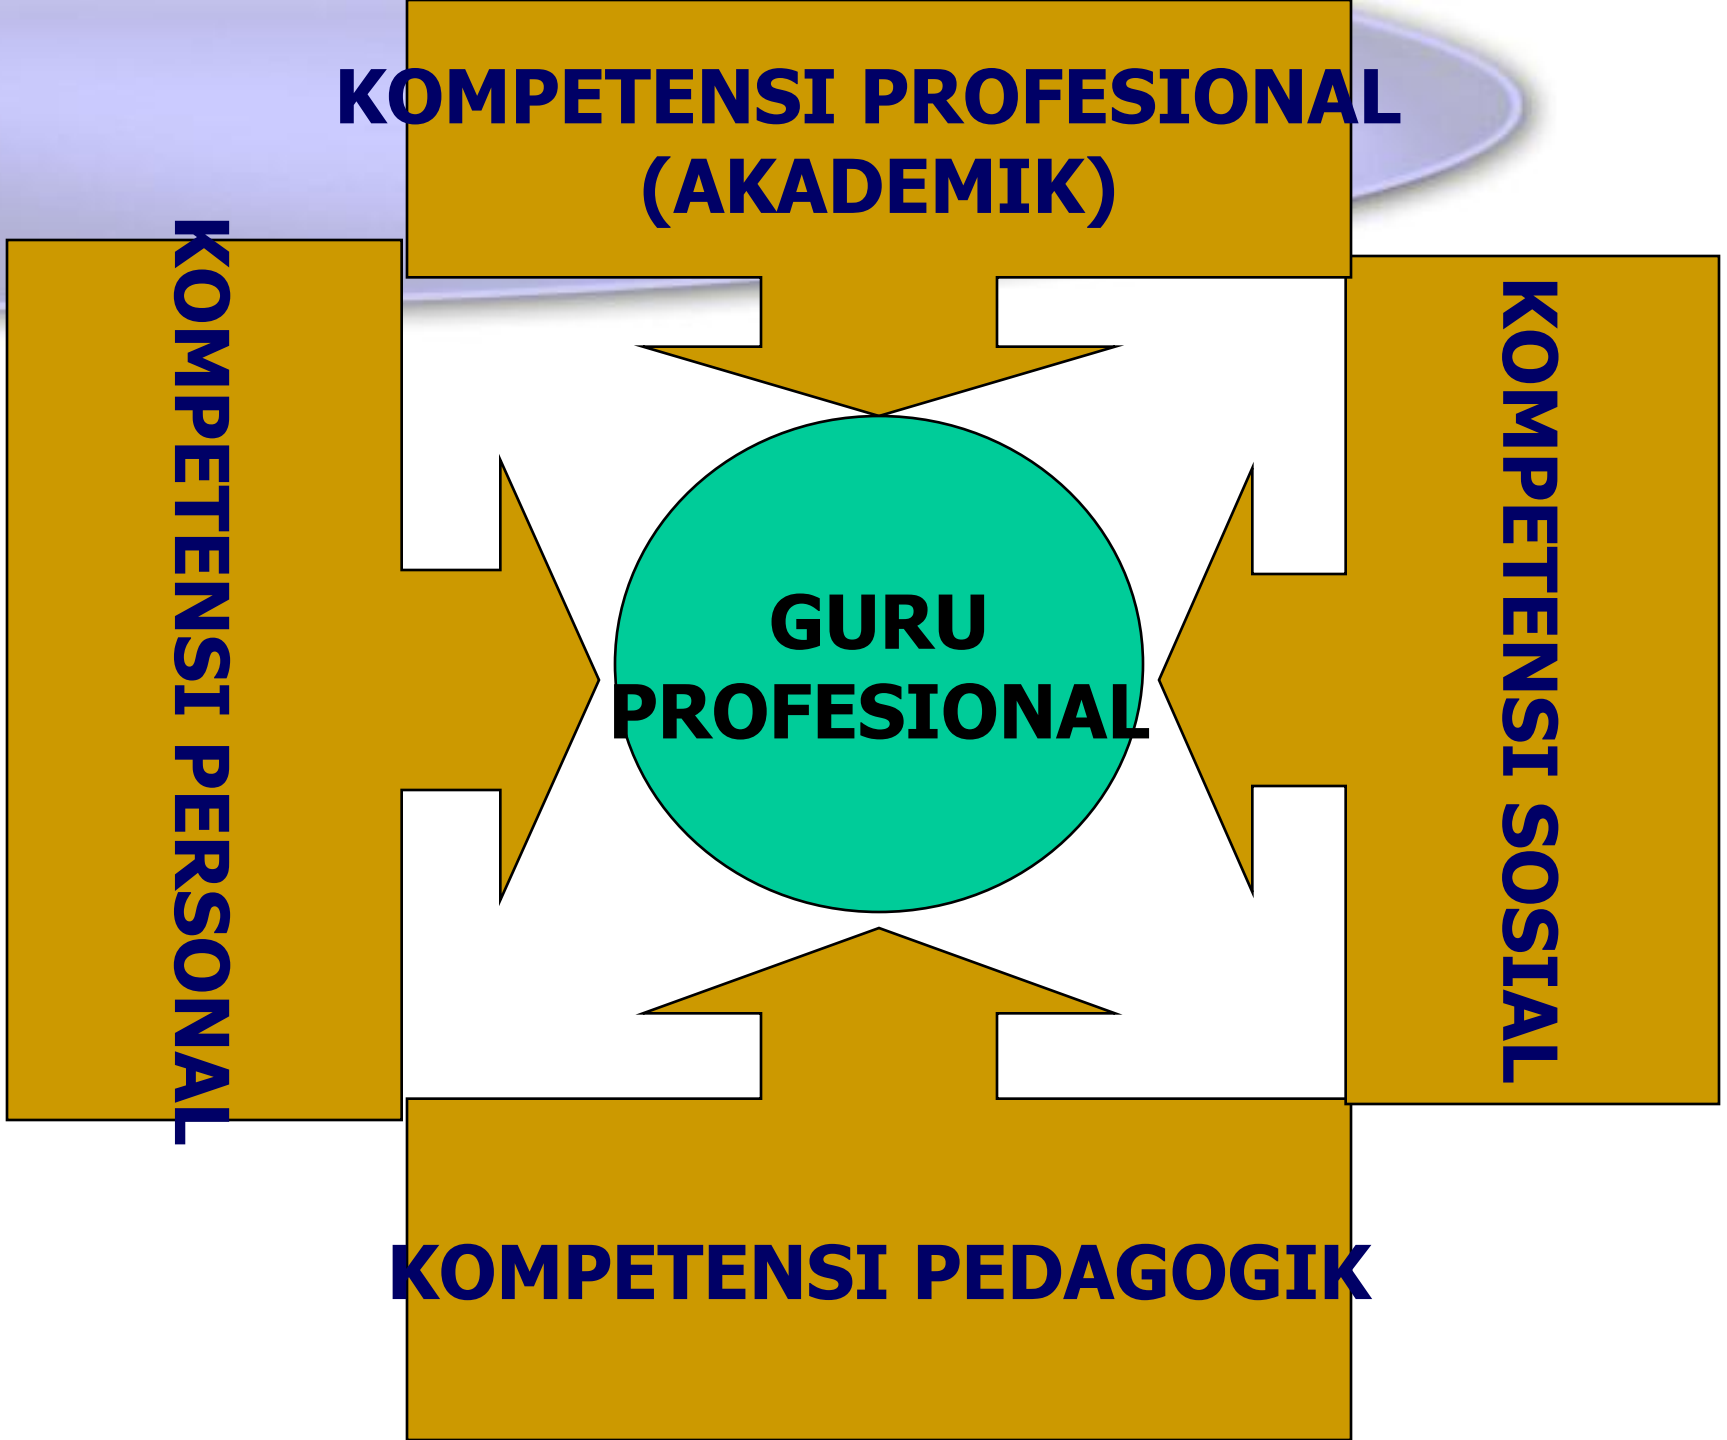 KOMPETENSI PROFESIONAL
(AKADEMIK)
KOMPETENSI PERSONAL
GURU
PROFESIONAL
KOMPETENSI SOSIAL
KOMPETENSI PEDAGOGIK